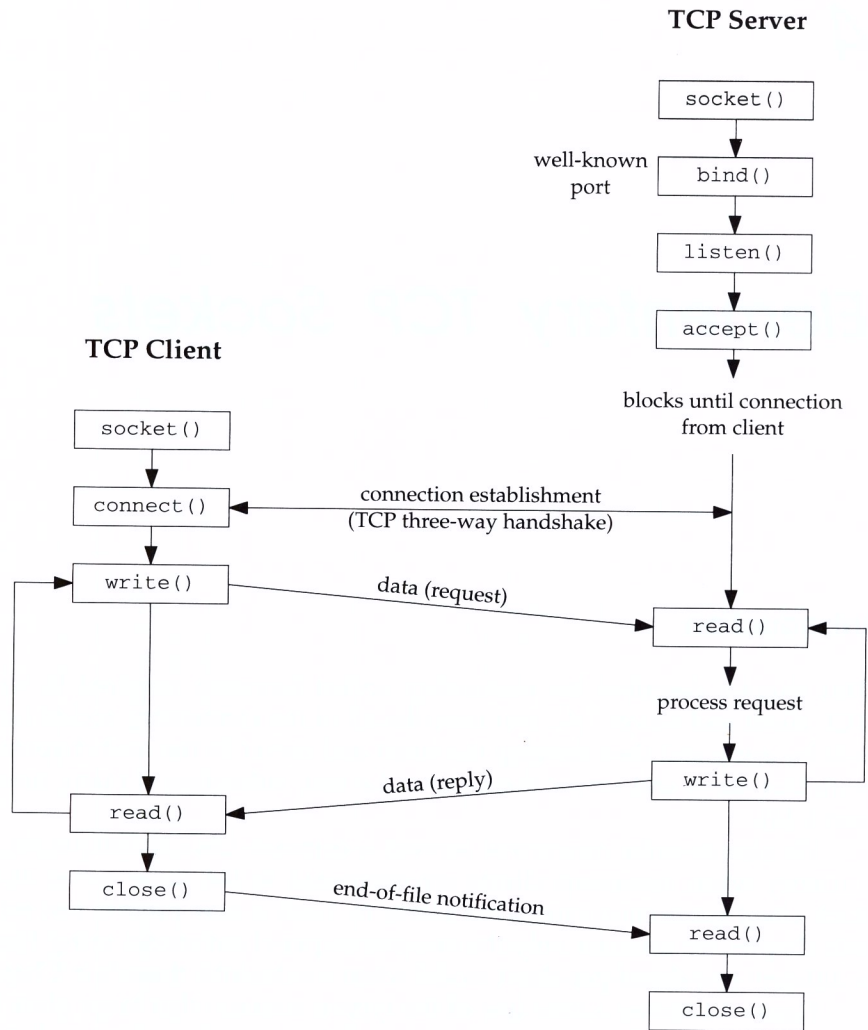 TCP Server
socket()
well-known
port
bind()
listen()
accept()
TCP Client
blocks until connection
from client
socket()
connect()
connection establishment
(TCP three-way handshake)
write()
data (request)
read()
process request
data (reply)
write()
read()
close()
end-of-file notification
read()
close()